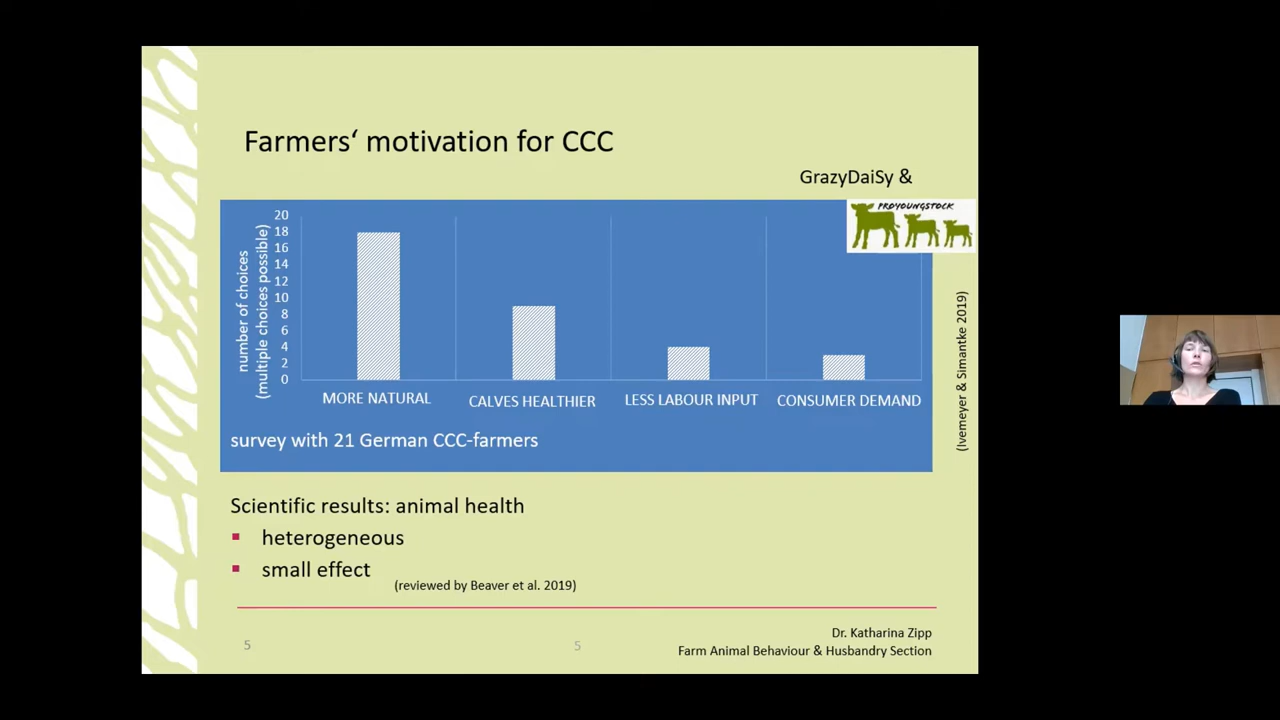 Farmers‘ motivation for CCC
GrazyDaiSy &
PROYOUNGSTOCK
number of choices
(multiple choices possible)
20
18
16
14
12
10
8
6
4
2
0
MORE NATURAL
CALVES HEALTHIER
LESS LABOUR INPUT
CONSUMER DEMAND
survey with 21 German CCC-farmers
(Ivemeyer & Simantke 2019)
Scientific results: animal health
heterogeneous
small effect
(reviewed by Beaver et al. 2019)
5
5
Dr. Katharina Zipp
Farm Animal Behaviour & Husbandry Section